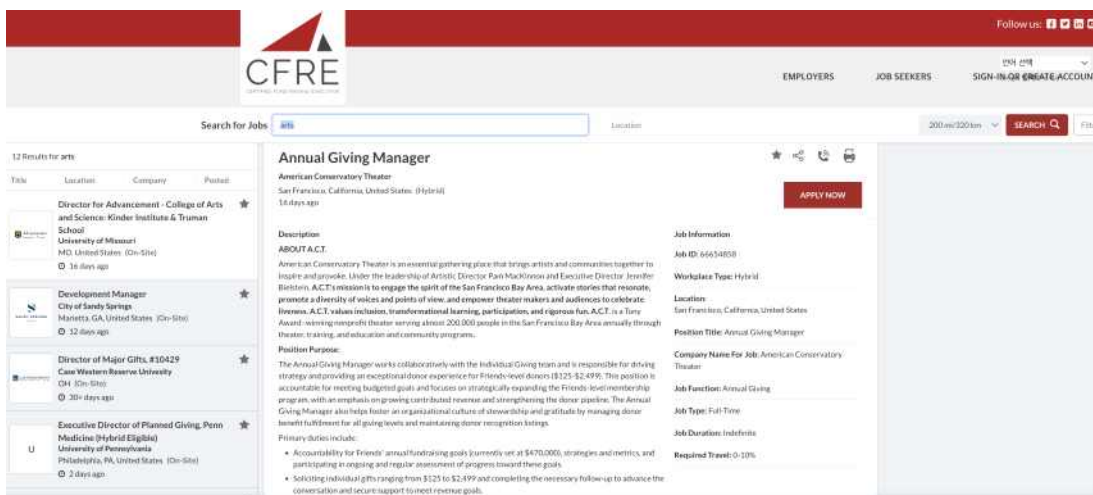 Follow us:
CFRE
언어 선택
EMPLOYERS
JOB SEEKERS
SIGN-IN OR CREATE ACCOUN
Search for Jobs
arts
Location
200 mi/320 km
SEARCH
12 Results for arts
Title Location Company Posted
Director for Advancement - College of Arts
and Science: Kinder Institute & Truman
School
University of Missouri
MO, United States (On-Site)
16 days ago
Development Manager
City of Sandy Springs
Marietta, GA, United States (On-Site)
12 days ago
Director of Major Gifts, #10429
Case Western Reserve Univesity
OH (On-Site)
30+ days ago
Executive Director of Planned Giving, Penn
Medicine (Hybrid Eligible)
U
University of Pennsylvania
Philadelphia, PA, United States (On-Site)
2 days ago
Annual Giving Manager
American Conservatory Theater
San Francisco, California, United States (Hybrid)
16 days ago
APPLY NOW
Description
ABOUT A.C.T.
American Conservatory Theater is an essential gathering place that brings artists and communities together to
inspire and provoke. Under the leadership of Artistic Director Pam MacKinnon and Executive Director Jennifer
Bielstein, A.C.T.'s mission is to engage the spirit of the San Francisco Bay Area, activate stories that resonate,
promote a diversity of voices and points of view, and empower theater makers and audiences to celebrate
liveness. A.C.T. values inclusion, transformational learning, participation, and rigorous fun. A.C.T. is a Tony
Award-winning nonprofit theater serving almost 200,000 people in the San Francisco Bay Area annually through
theater, training, and education and community programs.
Position Purpose:
The Annual Giving Manager works collaboratively with the Individual Giving team and is responsible for driving
strategy and providing an exceptional donor experience for Friends-level donors ($125-$2,499). This position is
accountable for meeting budgeted goals and focuses on strategically expanding the Friends-level membership
program, with an emphasis on growing contributed revenue and strengthening the donor pipeline. The Annual
Giving Manager also helps foster an organizational culture of stewardship and gratitude by managing donor
benefit fulfillment for all giving levels and maintaining donor recognition listings.
Primary duties include:
• Accountability for Friends' annual fundraising goals (currently set at $470,000), strategies and metrics, and
participating in ongoing and regular assessment of progress toward these goals
• Soliciting individual gifts ranging from $125 to $2,499 and completing the necessary follow-up to advance the
conversation and secure support to meet revenue goals.
Job Information
Job ID: 66654858
Workplace Type: Hybrid
Location:
San Francisco, California, United States
Position Title: Annual Giving Manager
Company Name For Job: American Conservatory
Theater
Job Function: Annual Giving
Job Type: Full-Time
Job Duration: Indefinite
Required Travel: 0-10%